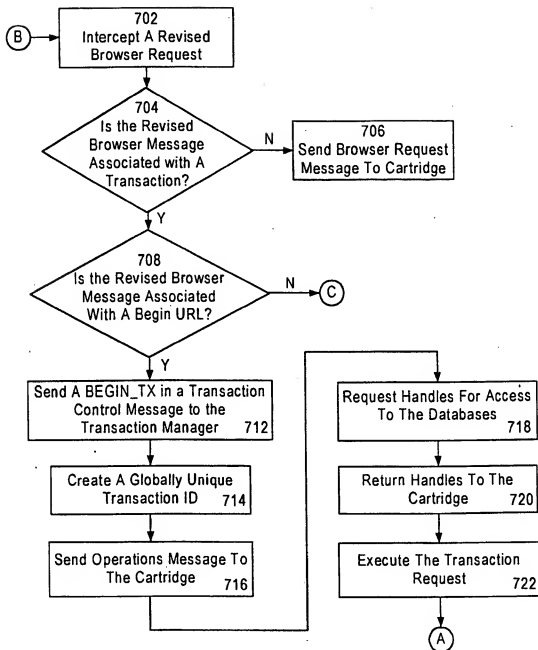 B
702
Intercept A Revised
Browser Request
704
Is the Revised
Browser Message
Associated with A
Transaction?
N
706
Send Browser Request
Message To Cartridge
Y
708
Is the Revised Browser
Message Associated
With A Begin URL?
N
C
Y
Send A BEGIN_TX in a Transaction
Control Message to the
Transaction Manager 712
Create A Globally Unique
Transaction ID 714
Send Operations Message To
The Cartridge 716
Request Handles For Access
To The Databases 718
Return Handles To The
Cartridge 720
Execute The Transaction
Request 722
A